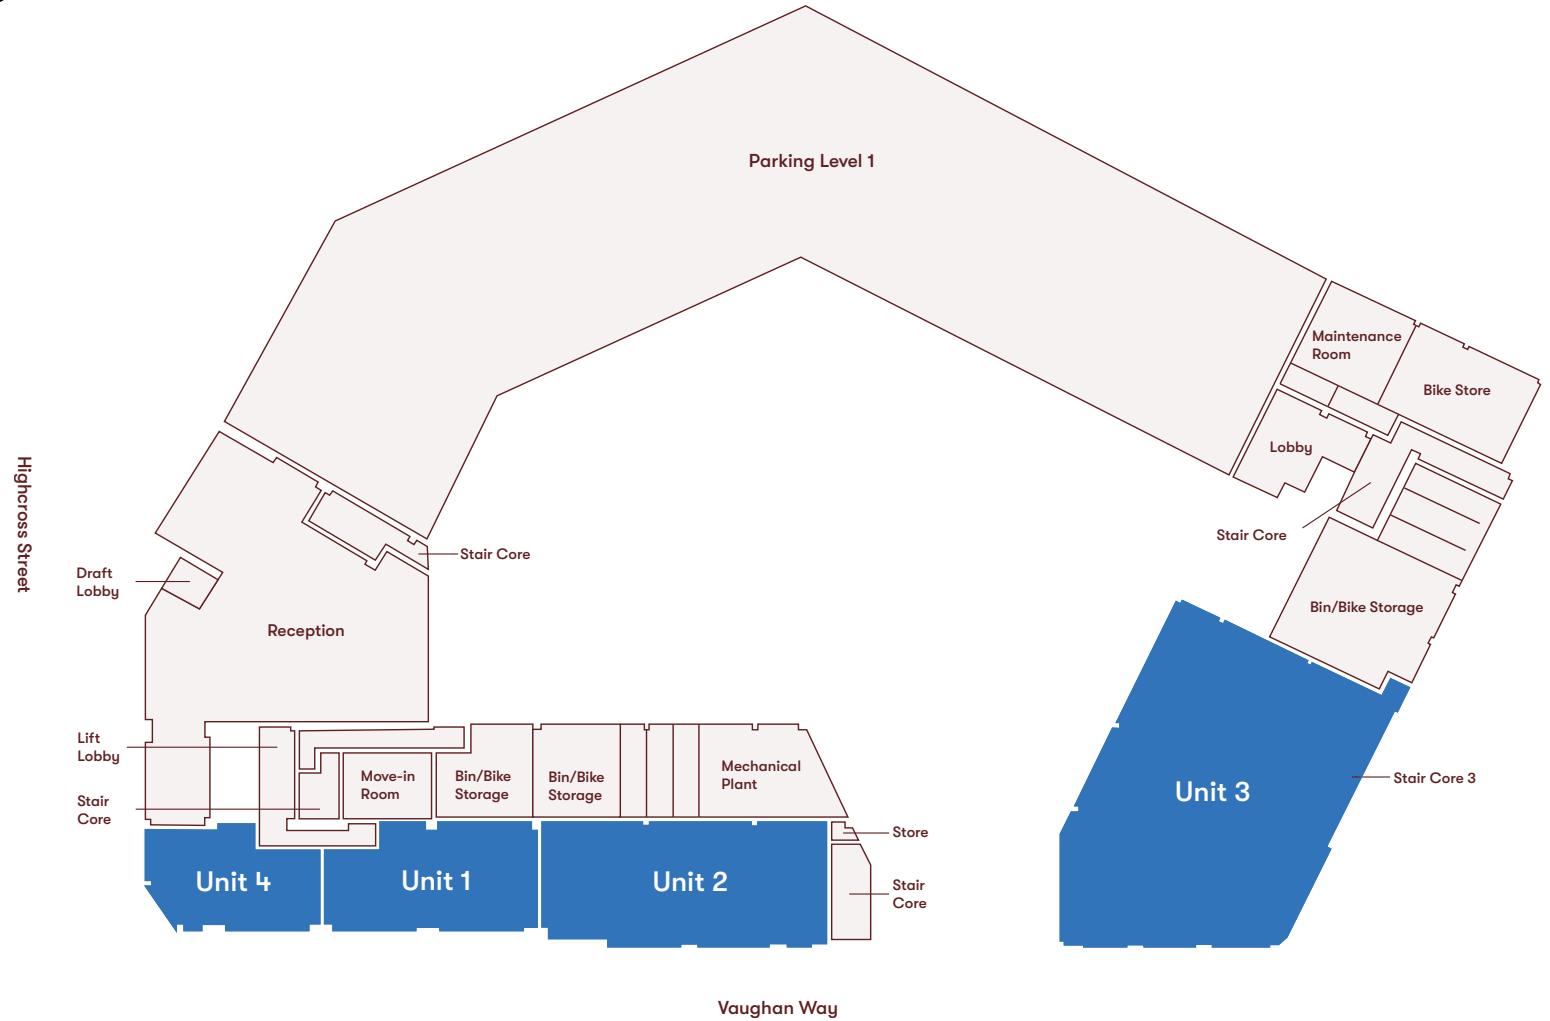 Parking Level 1
Maintenance
Room
Bike Store
Lobby
Highcross Street
Stair Core
Stair Core
Draft
Lobby
Bin/Bike Storage
Reception
Lift
Lobby
Move-in
Room
Bin/Bike
Storage
Bin/Bike
Storage
Mechanical
Plant
Stair Core 3
Unit 3
Stair
Core
Store
Unit 4
Unit 1
Unit 2
Stair
Core
Vaughan Way